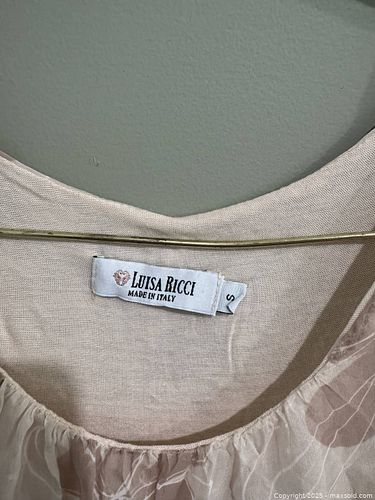 LUISA RICCI
MADE IN ITALY
S
Copyright©2025 - maxsold.com